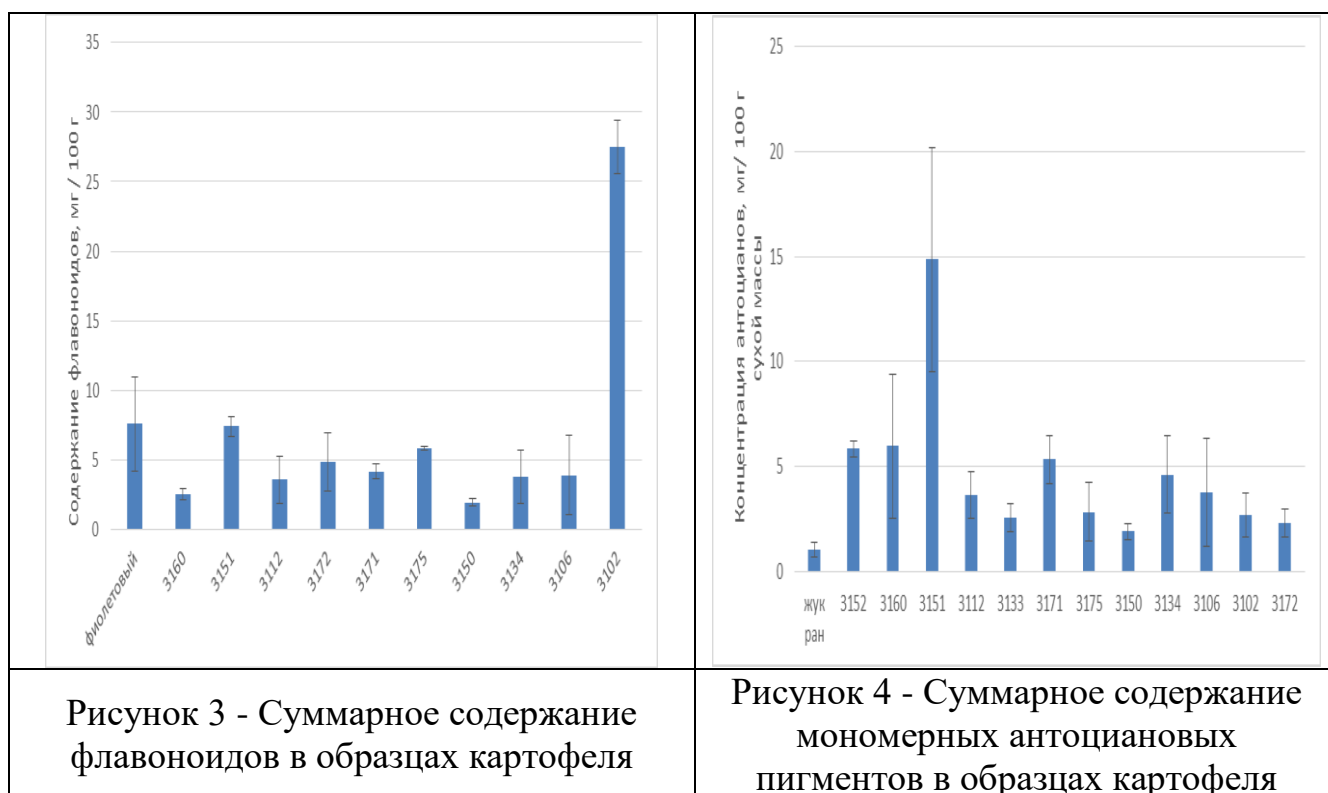 Содержание флавоноидов, мг / 100 г
35
30
25
20
15
10
5
0
фиолетовый 3160 3151 3112 3172 3171 3175 3150 3134 3106 3102
Рисунок 3 - Суммарное содержание
флавоноидов в образцах картофеля
Концентрация антоцианов, мг/ 100 г
сухой массы
25
20
15
10
5
0
жук 3152 3160 3151 3112 3133 3171 3175 3150 3134 3106 3102 3172
ран
Рисунок 4 - Суммарное содержание
мономерных антоциановых
пигментов в образцах картофеля